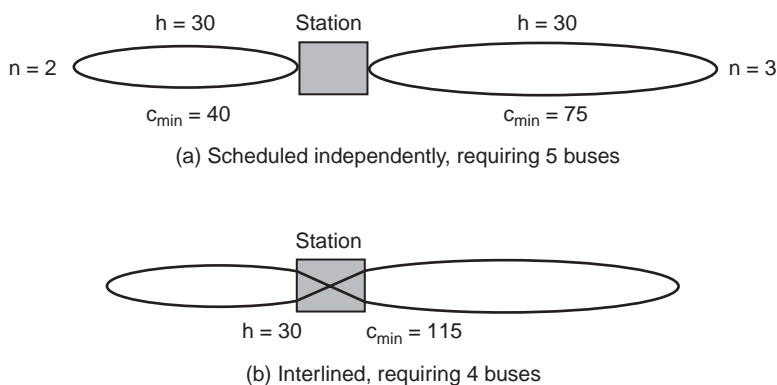 h = 30 Station h = 30
n = 2 n = 3
c_min = 40 c_min = 75
(a) Scheduled independently, requiring 5 buses
Station
h = 30 c_min = 115
(b) Interlined, requiring 4 buses